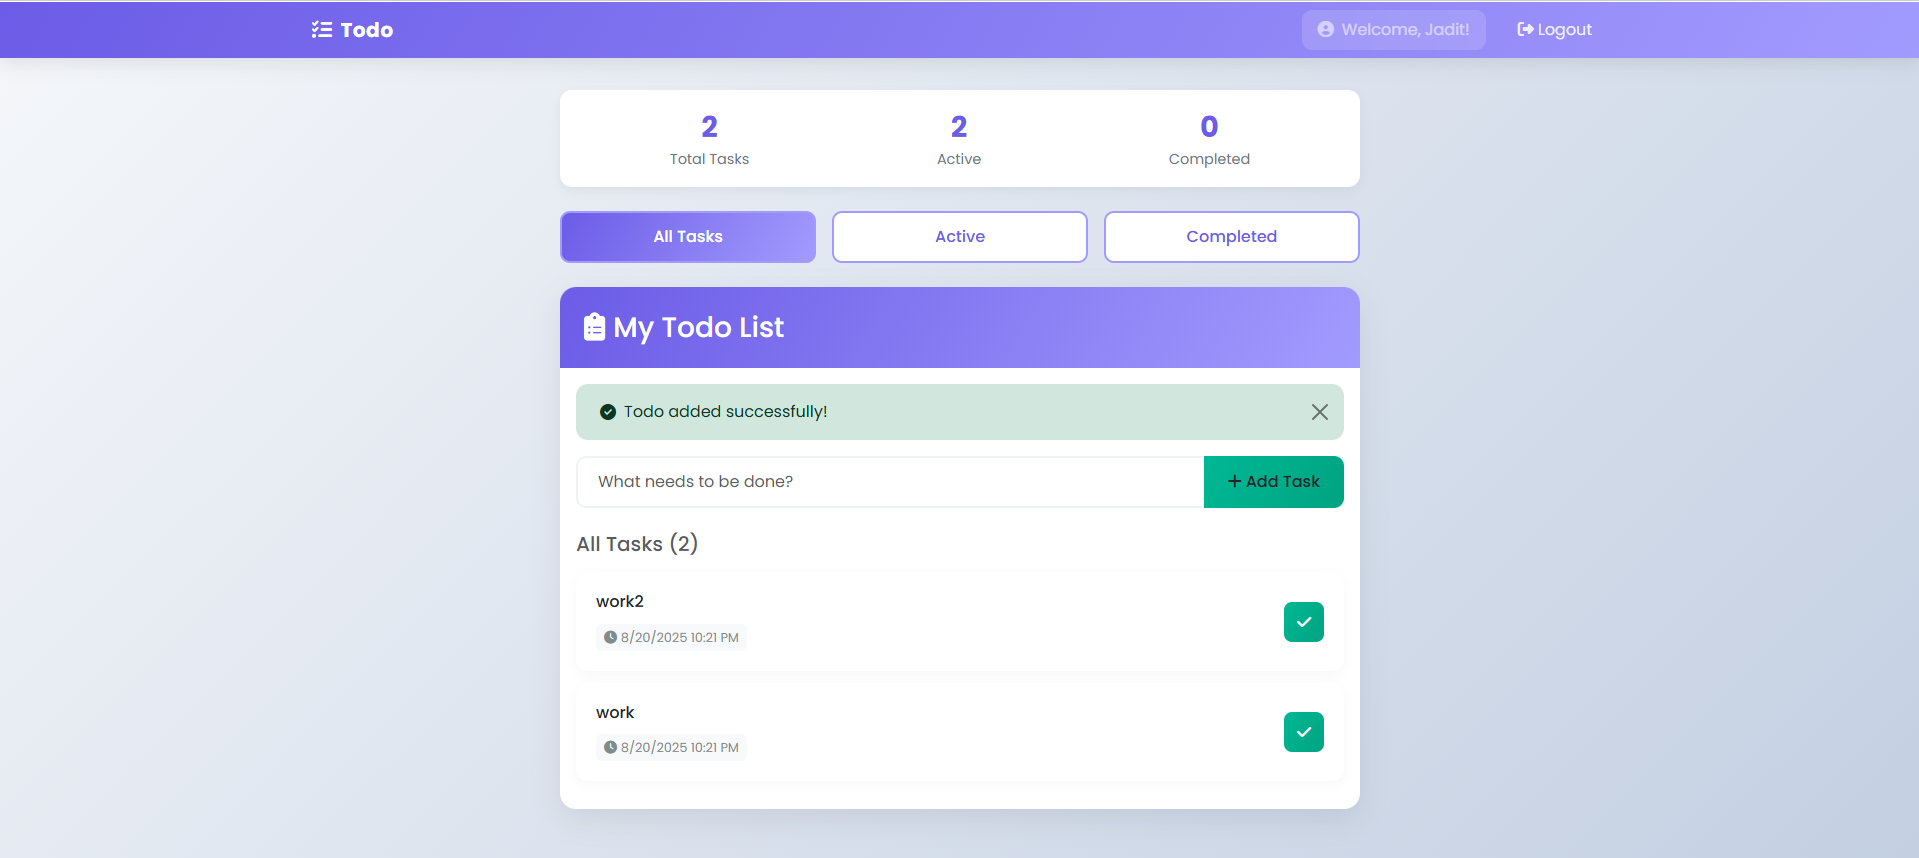 Todo
Welcome, Jadit!
Logout
2
2
0
Total Tasks
Active
Completed
All Tasks
Active
Completed
My Todo List
Todo added successfully!
What needs to be done?
+ Add Task
All Tasks (2)
work2
8/20/2025 10:21 PM
work
8/20/2025 10:21 PM